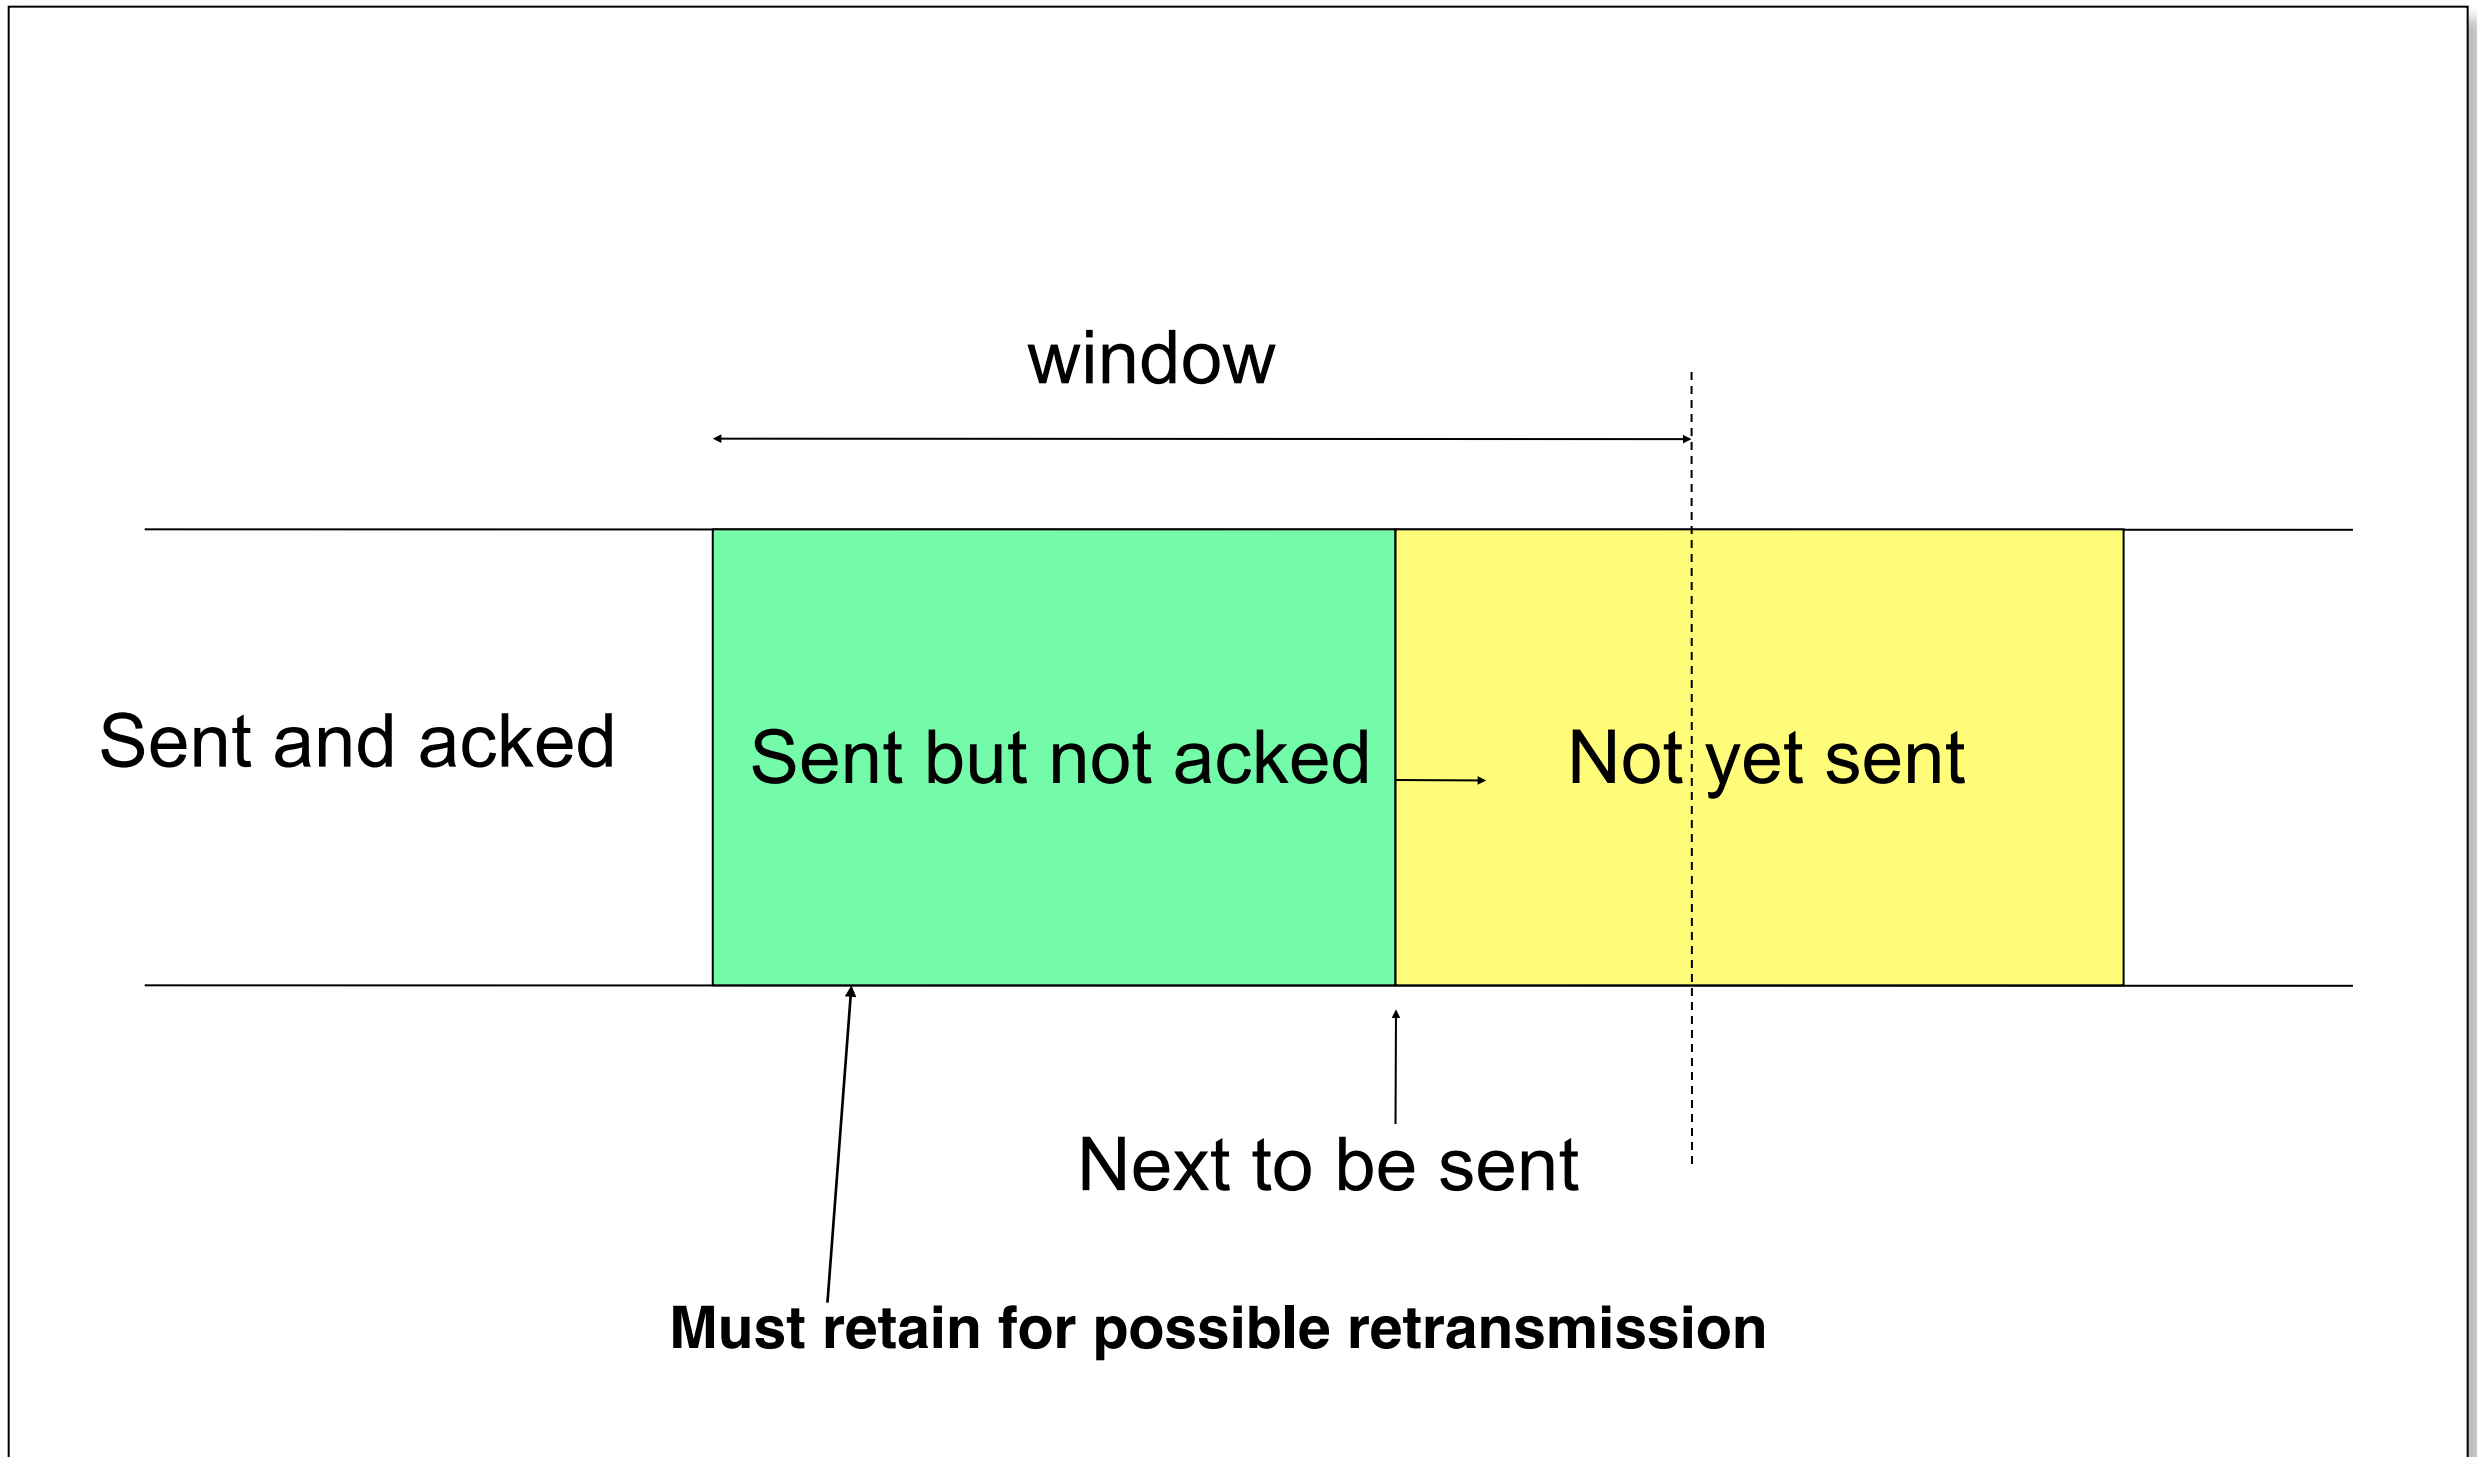 window
Sent and acked
Sent but not acked
Not yet sent
Next to be sent
Must retain for possible retransmission